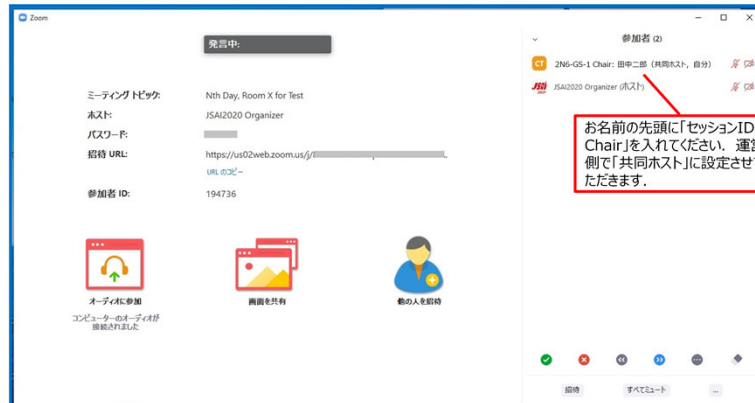 Zoom
発言中:
ミーティング トピック: Nth Day, Room X for Test
ホスト: JSAI2020 Organizer
パスワード:
招待 URL: https://us02web.zoom.us/j/
URL のコピー
参加者 ID: 194736
オーディオに参加
コンピューターのオーディオが
接続されました
画面を共有
他の人を招待
参加者 (2)
CT 2N6-GS-1 Chair: 田中二郎 (共同ホスト, 自分)
JSAI JSAI2020 Organizer (ホスト)
お名前の先頭に「セッションID
Chair」を入れてください．運営
側で「共同ホスト」に設定させ
ただきます．
招待
すべてミュート
...